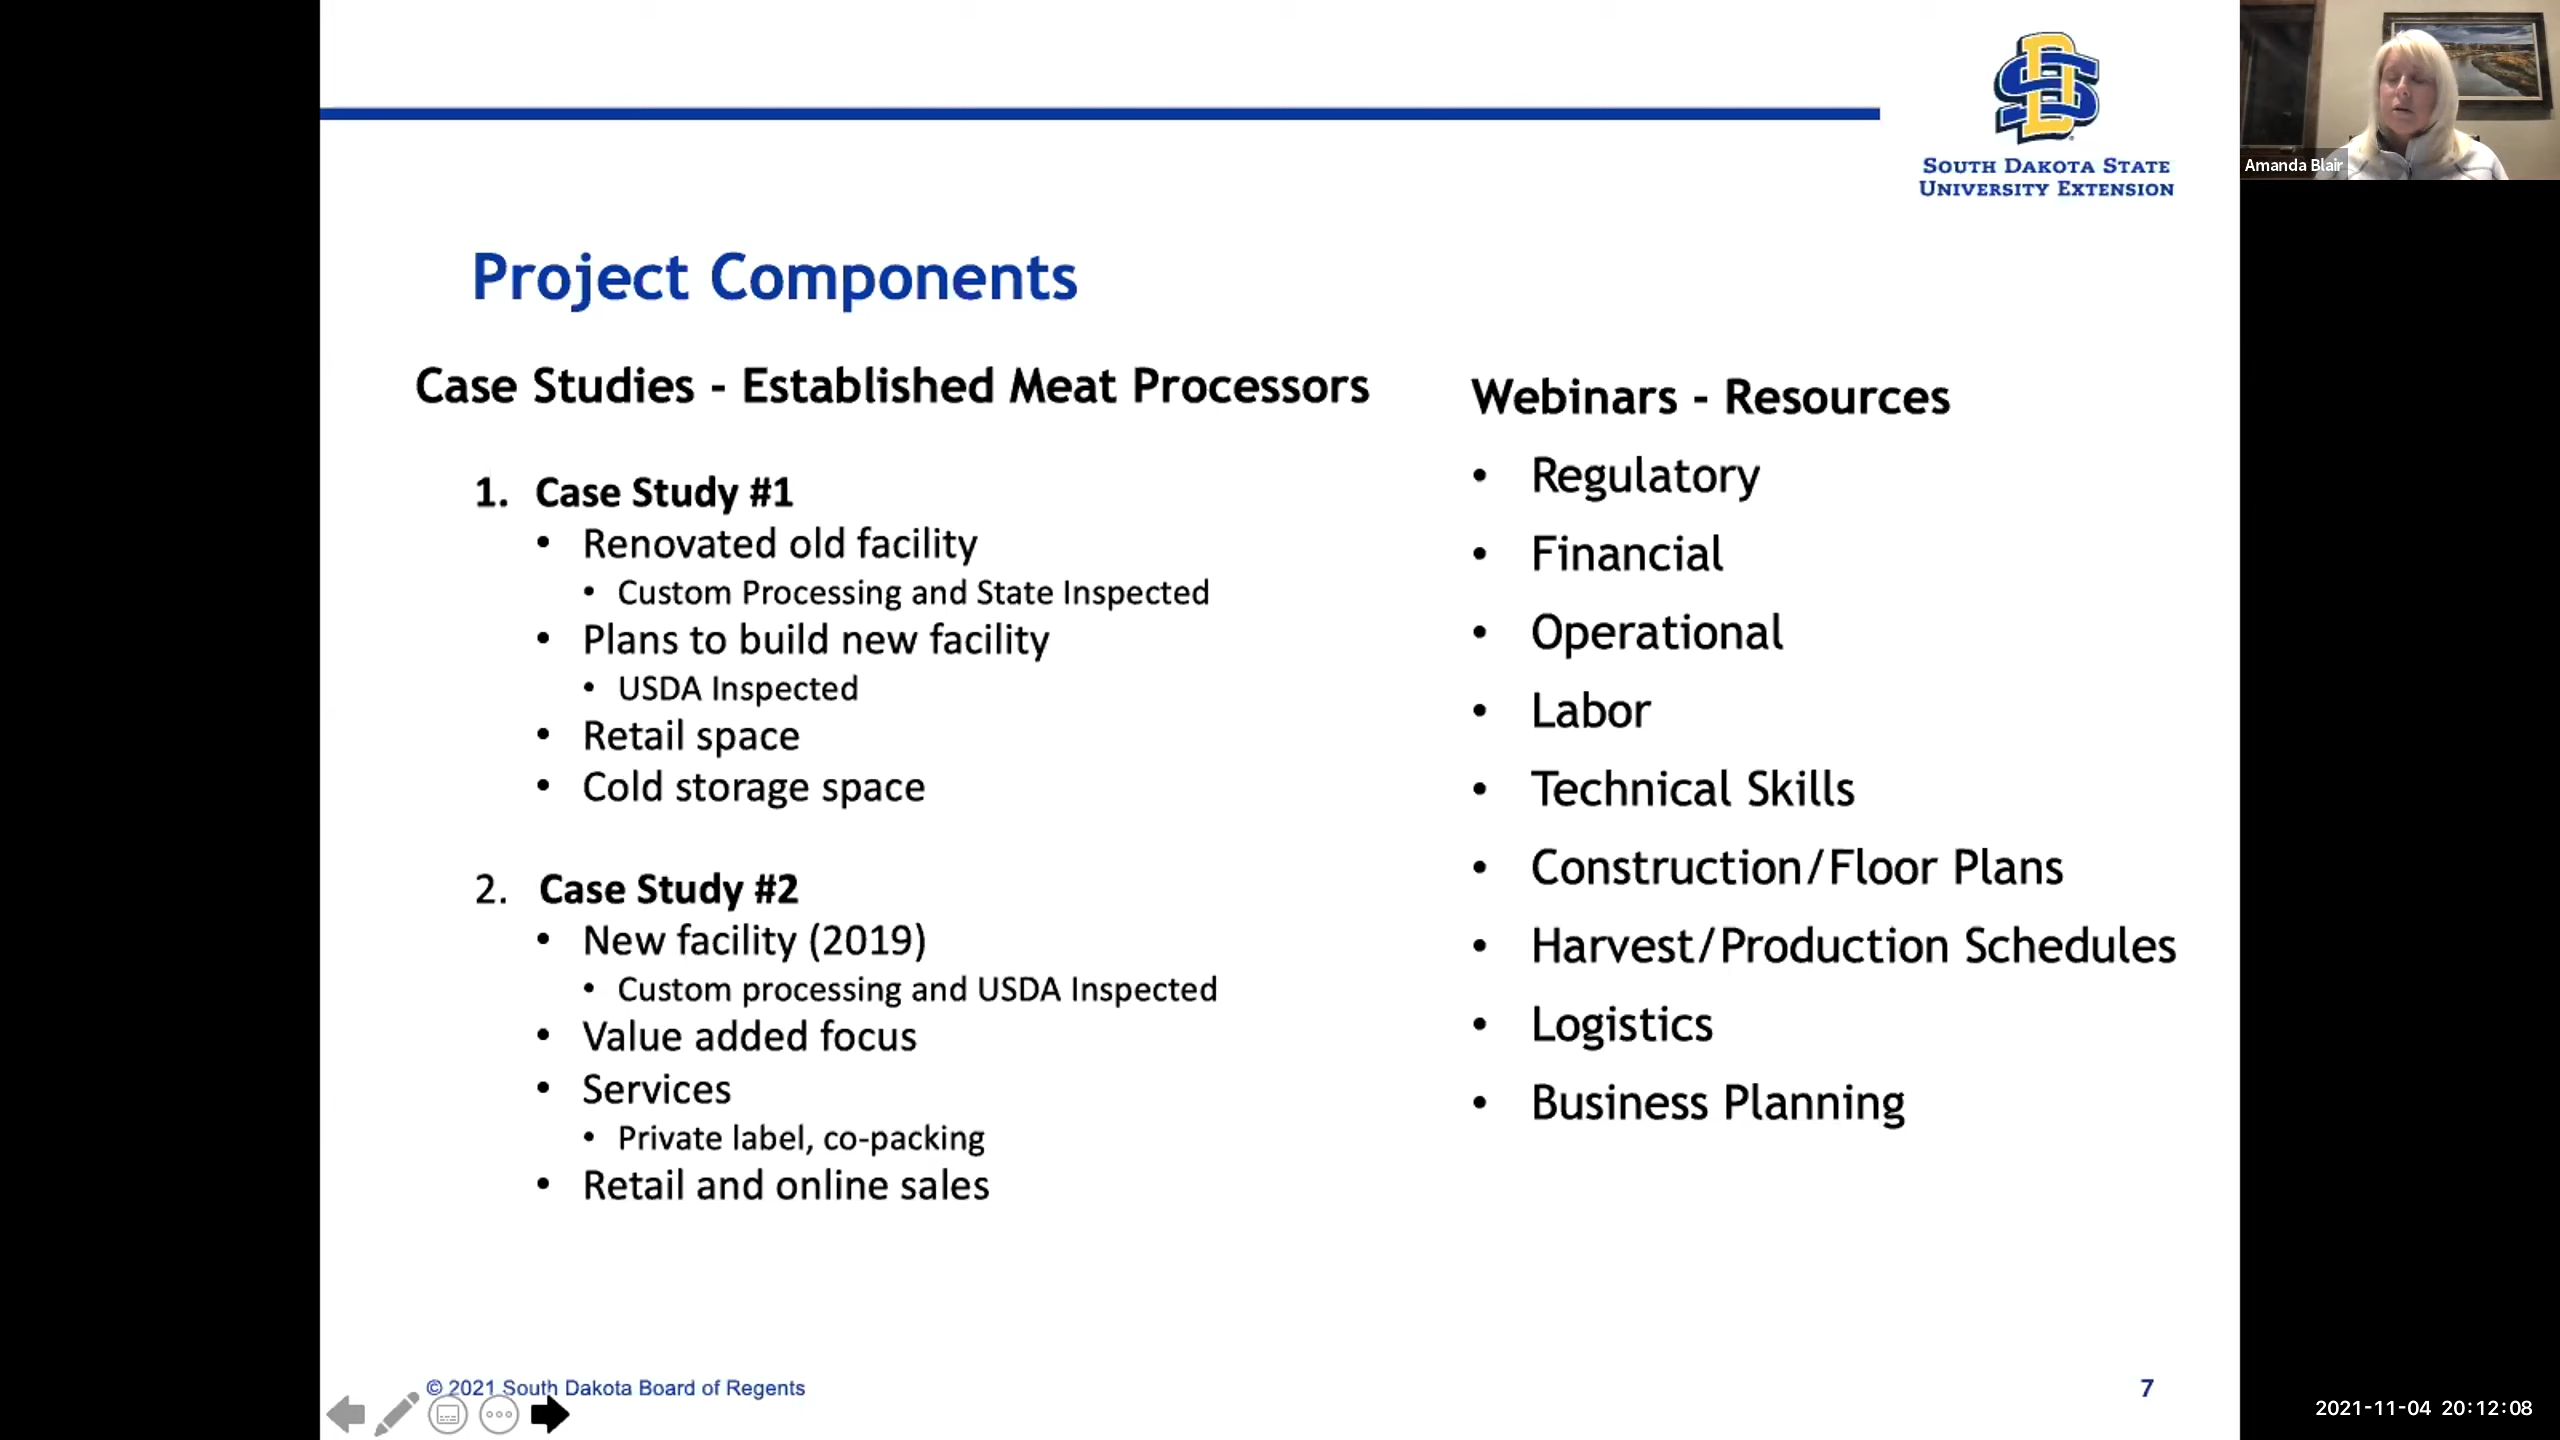 SOUTH DAKOTA STATE
UNIVERSITY EXTENSION
Amanda Blair
Project Components
Case Studies - Established Meat Processors
1. Case Study #1
• Renovated old facility
• Custom Processing and State Inspected
• Plans to build new facility
• USDA Inspected
• Retail space
• Cold storage space
2. Case Study #2
• New facility (2019)
• Custom processing and USDA Inspected
• Value added focus
• Services
• Private label, co-packing
• Retail and online sales
Webinars - Resources
• Regulatory
• Financial
• Operational
• Labor
• Technical Skills
• Construction/Floor Plans
• Harvest/Production Schedules
• Logistics
• Business Planning
© 2021 South Dakota Board of Regents
7
2021-11-04 20:12:08